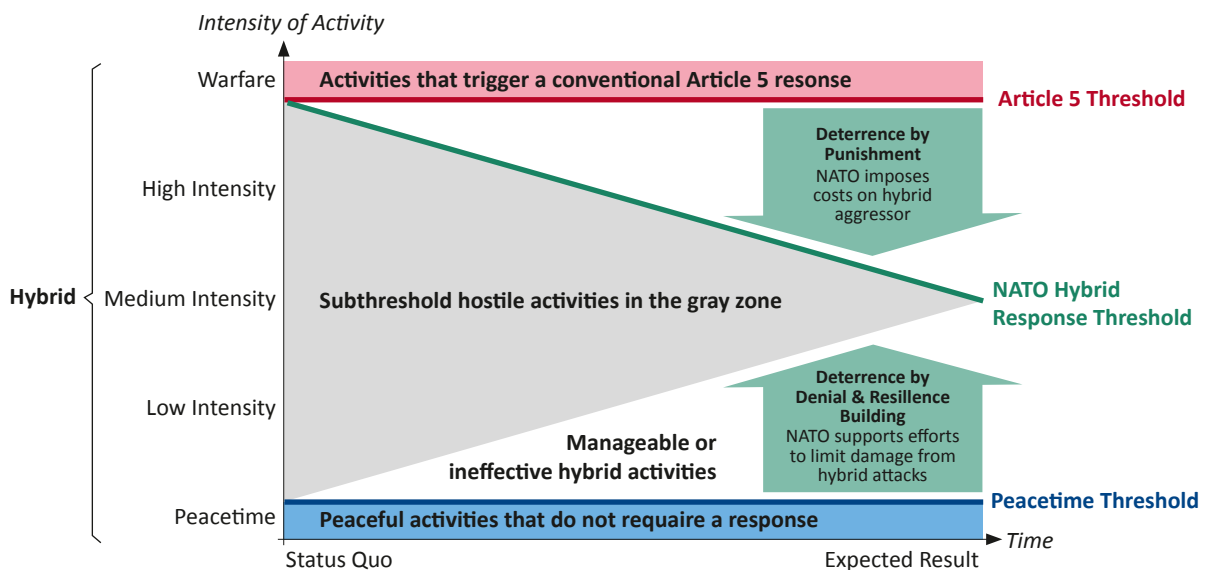 Intensity of Activity
Warfare
Activities that trigger a conventional Article 5 resonse
Article 5 Threshold
Deterrence by
Punishment
NATO imposes
costs on hybrid
aggressor
High Intensity
Hybrid
Medium Intensity
Subthreshold hostile activities in the gray zone
NATO Hybrid
Response Threshold
Deterrence by
Denial & Resillence
Building
NATO supports efforts
to limit damage from
hybrid attacks
Low Intensity
Manageable or
ineffective hybrid activities
Peacetime Threshold
Peacetime
Peaceful activities that do not requaire a response
Time
Status Quo
Expected Result